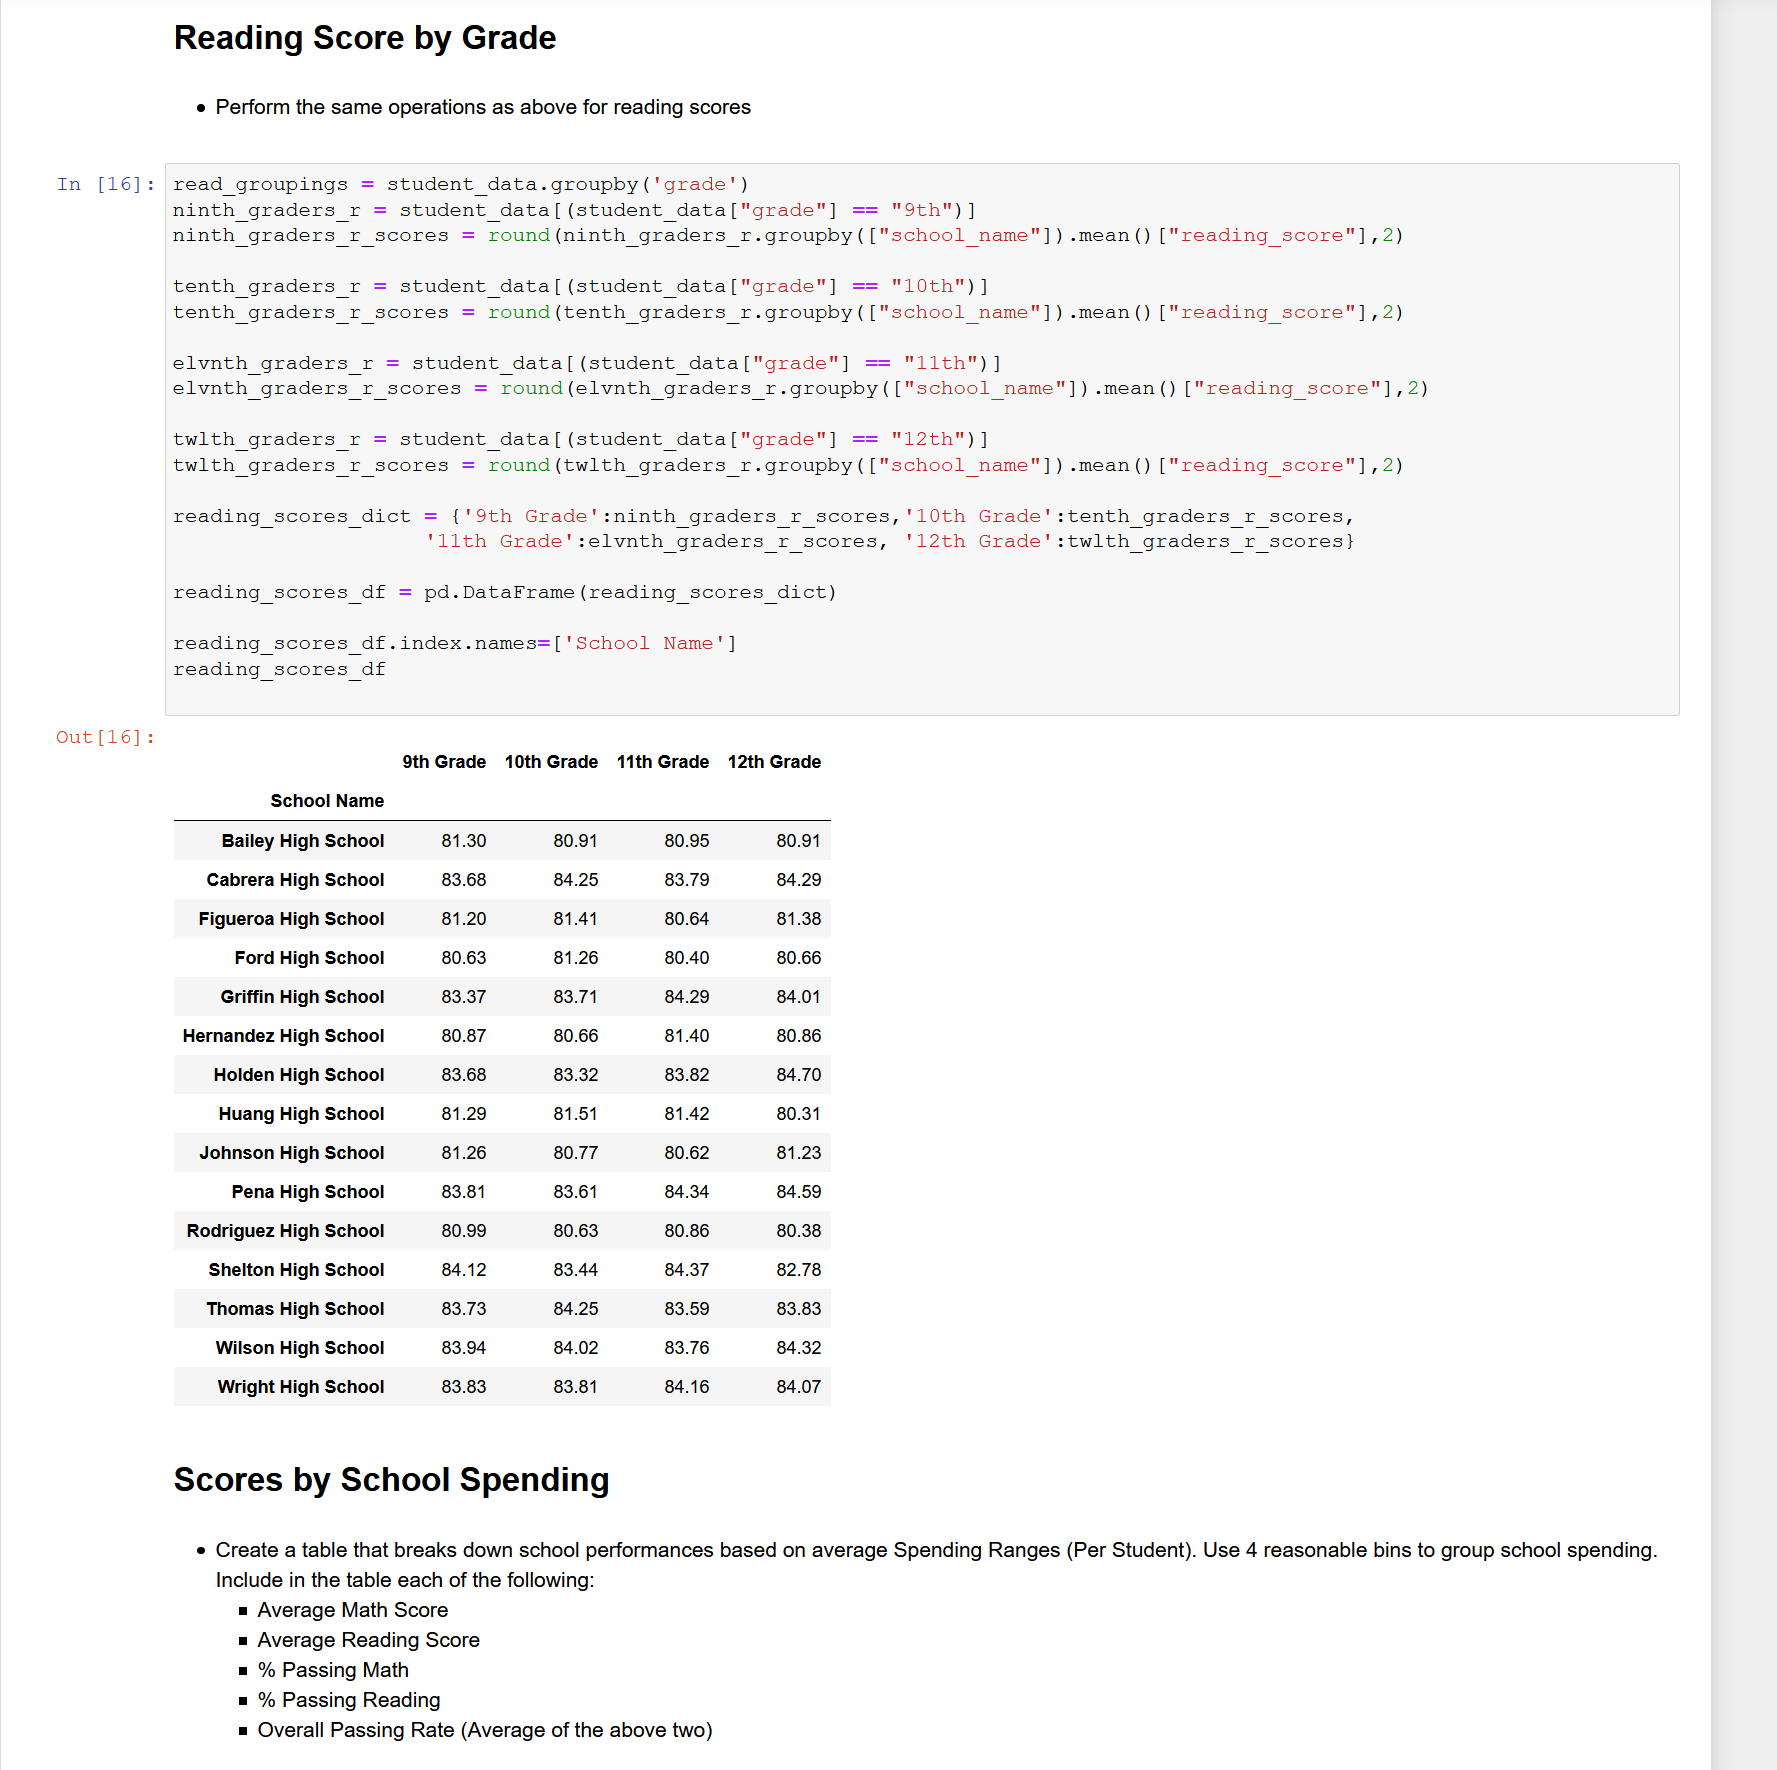 Reading Score by Grade
• Perform the same operations as above for reading scores
In [16]:
read_groupings = student_data.groupby('grade')
ninth_graders_r = student_data[(student_data["grade"] == "9th")]
ninth_graders_r_scores = round(ninth_graders_r.groupby(["school_name"]).mean()["reading_score"],2)

tenth_graders_r = student_data[(student_data["grade"] == "10th")]
tenth_graders_r_scores = round(tenth_graders_r.groupby(["school_name"]).mean()["reading_score"],2)

elvnth_graders_r = student_data[(student_data["grade"] == "11th")]
elvnth_graders_r_scores = round(elvnth_graders_r.groupby(["school_name"]).mean()["reading_score"],2)

twlth_graders_r = student_data[(student_data["grade"] == "12th")]
twlth_graders_r_scores = round(twlth_graders_r.groupby(["school_name"]).mean()["reading_score"],2)

reading_scores_dict = {'9th Grade':ninth_graders_r_scores,'10th Grade':tenth_graders_r_scores,
'11th Grade':elvnth_graders_r_scores, '12th Grade':twlth_graders_r_scores}

reading_scores_df = pd.DataFrame(reading_scores_dict)

reading_scores_df.index.names=['School Name']
reading_scores_df
Out[16]:
9th Grade 10th Grade 11th Grade 12th Grade
School Name
Bailey High School 81.30 80.91 80.95 80.91
Cabrera High School 83.68 84.25 83.79 84.29
Figueroa High School 81.20 81.41 80.64 81.38
Ford High School 80.63 81.26 80.40 80.66
Griffin High School 83.37 83.71 84.29 84.01
Hernandez High School 80.87 80.66 81.40 80.86
Holden High School 83.68 83.32 83.82 84.70
Huang High School 81.29 81.51 81.42 80.31
Johnson High School 81.26 80.77 80.62 81.23
Pena High School 83.81 83.61 84.34 84.59
Rodriguez High School 80.99 80.63 80.86 80.38
Shelton High School 84.12 83.44 84.37 82.78
Thomas High School 83.73 84.25 83.59 83.83
Wilson High School 83.94 84.02 83.76 84.32
Wright High School 83.83 83.81 84.16 84.07
Scores by School Spending
• Create a table that breaks down school performances based on average Spending Ranges (Per Student). Use 4 reasonable bins to group school spending.
Include in the table each of the following:
▪ Average Math Score
▪ Average Reading Score
▪ % Passing Math
▪ % Passing Reading
▪ Overall Passing Rate (Average of the above two)